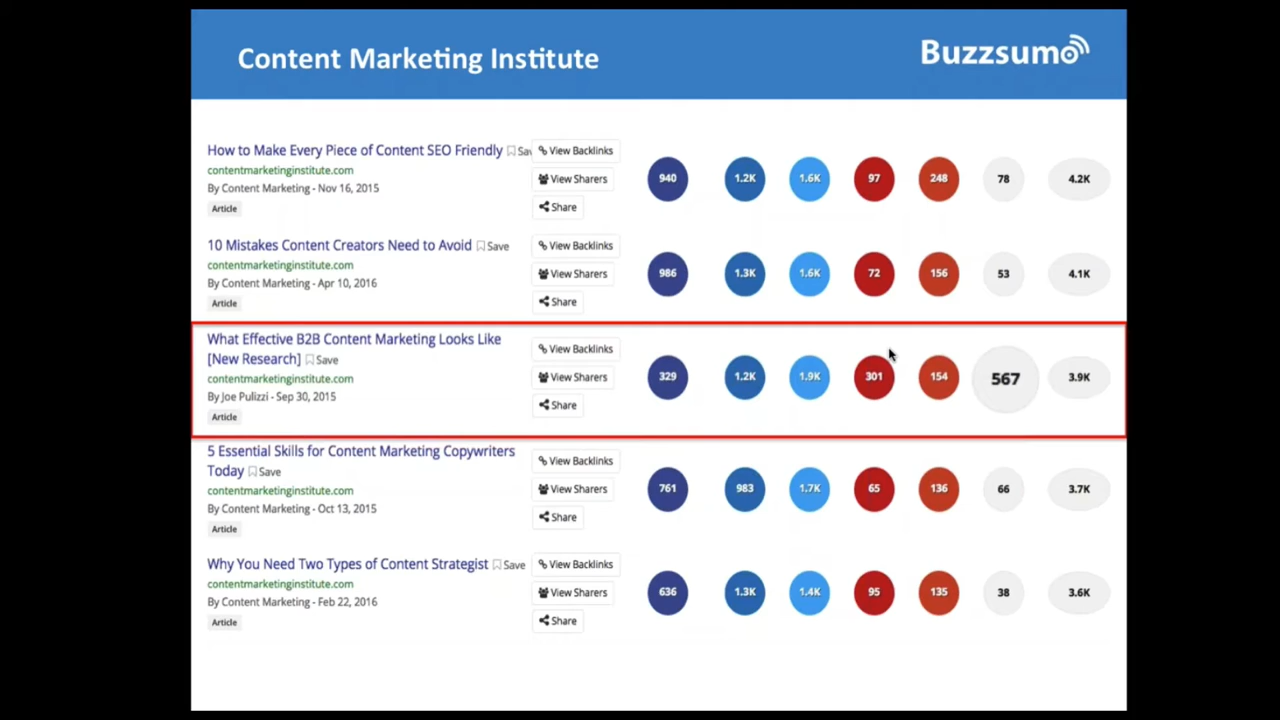 Content Marketing Institute
Buzzsumo
How to Make Every Piece of Content SEO Friendly Sav
contentmarketinginstitute.com
By Content Marketing - Nov 16, 2015
Article
View Backlinks
View Sharers
Share
940 1.2K 1.6K 97 248 78 4.2K
10 Mistakes Content Creators Need to Avoid Save
contentmarketinginstitute.com
By Content Marketing - Apr 10, 2016
Article
View Backlinks
View Sharers
Share
986 1.3K 1.6K 72 156 53 4.1K
What Effective B2B Content Marketing Looks Like
[New Research] Save
contentmarketinginstitute.com
By Joe Pulizzi - Sep 30, 2015
Article
View Backlinks
View Sharers
Share
329 1.2K 1.9K 301 154 567 3.9K
5 Essential Skills for Content Marketing Copywriters
Today Save
contentmarketinginstitute.com
By Content Marketing - Oct 13, 2015
Article
View Backlinks
View Sharers
Share
761 983 1.7K 65 136 66 3.7K
Why You Need Two Types of Content Strategist Save
contentmarketinginstitute.com
By Content Marketing - Feb 22, 2016
Article
View Backlinks
View Sharers
Share
636 1.3K 1.4K 95 135 38 3.6K